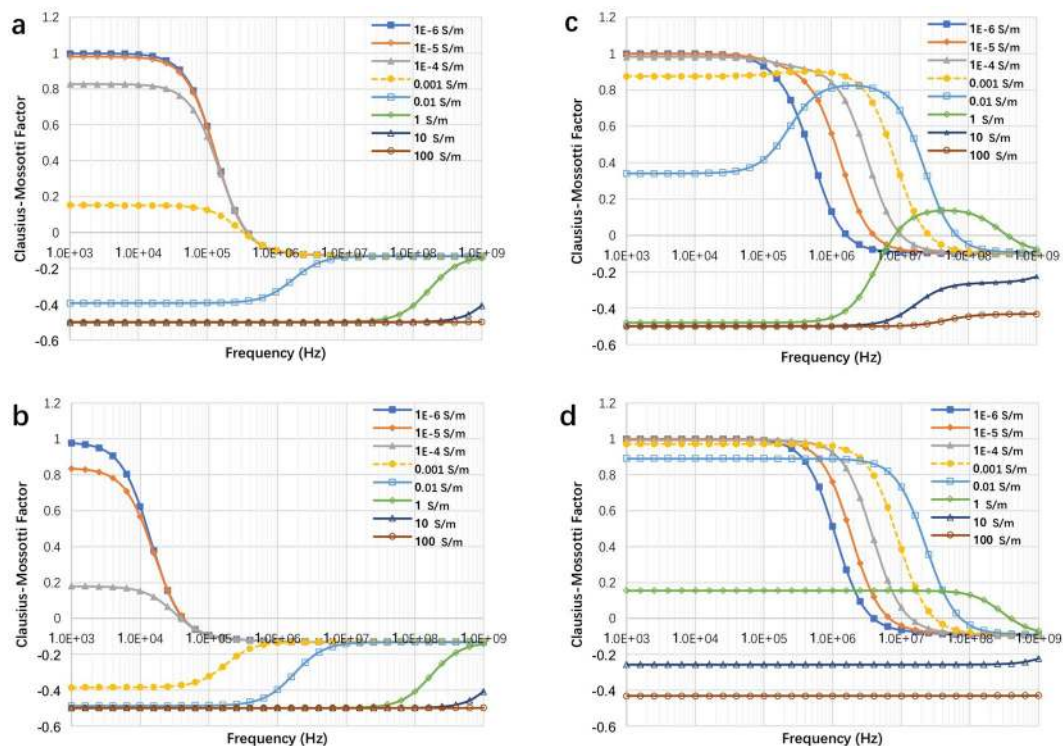 a
1.2
1
0.8
0.6
0.4
0.2
0
-0.2
-0.4
-0.6
Clausius-Mossotti Factor
1.0E+03 1.0E+04 1.0E+05 1.0E+06 1.0E+07 1.0E+08 1.0E+09
Frequency (Hz)
1E-6 S/m
1E-5 S/m
1E-4 S/m
0.001 S/m
0.01 S/m
1 S/m
10 S/m
100 S/m
c
1.2
1
0.8
0.6
0.4
0.2
0
-0.2
-0.4
-0.6
Clausius-Mossotti Factor
1.0E+03 1.0E+04 1.0E+05 1.0E+06 1.0E+07 1.0E+08 1.0E+09
Frequency (Hz)
1E-6 S/m
1E-5 S/m
1E-4 S/m
0.001 S/m
0.01 S/m
1 S/m
10 S/m
100 S/m
b
1.2
1
0.8
0.6
0.4
0.2
0
-0.2
-0.4
-0.6
Clausius-Mossotti Factor
1.0E+03 1.0E+04 1.0E+05 1.0E+06 1.0E+07 1.0E+08 1.0E+09
Frequency (Hz)
1E-6 S/m
1E-5 S/m
1E-4 S/m
0.001 S/m
0.01 S/m
1 S/m
10 S/m
100 S/m
d
1.2
1
0.8
0.6
0.4
0.2
0
-0.2
-0.4
-0.6
Clausius-Mossotti Factor
1.0E+03 1.0E+04 1.0E+05 1.0E+06 1.0E+07 1.0E+08 1.0E+09
Frequency (Hz)
1E-6 S/m
1E-5 S/m
1E-4 S/m
0.001 S/m
0.01 S/m
1 S/m
10 S/m
100 S/m